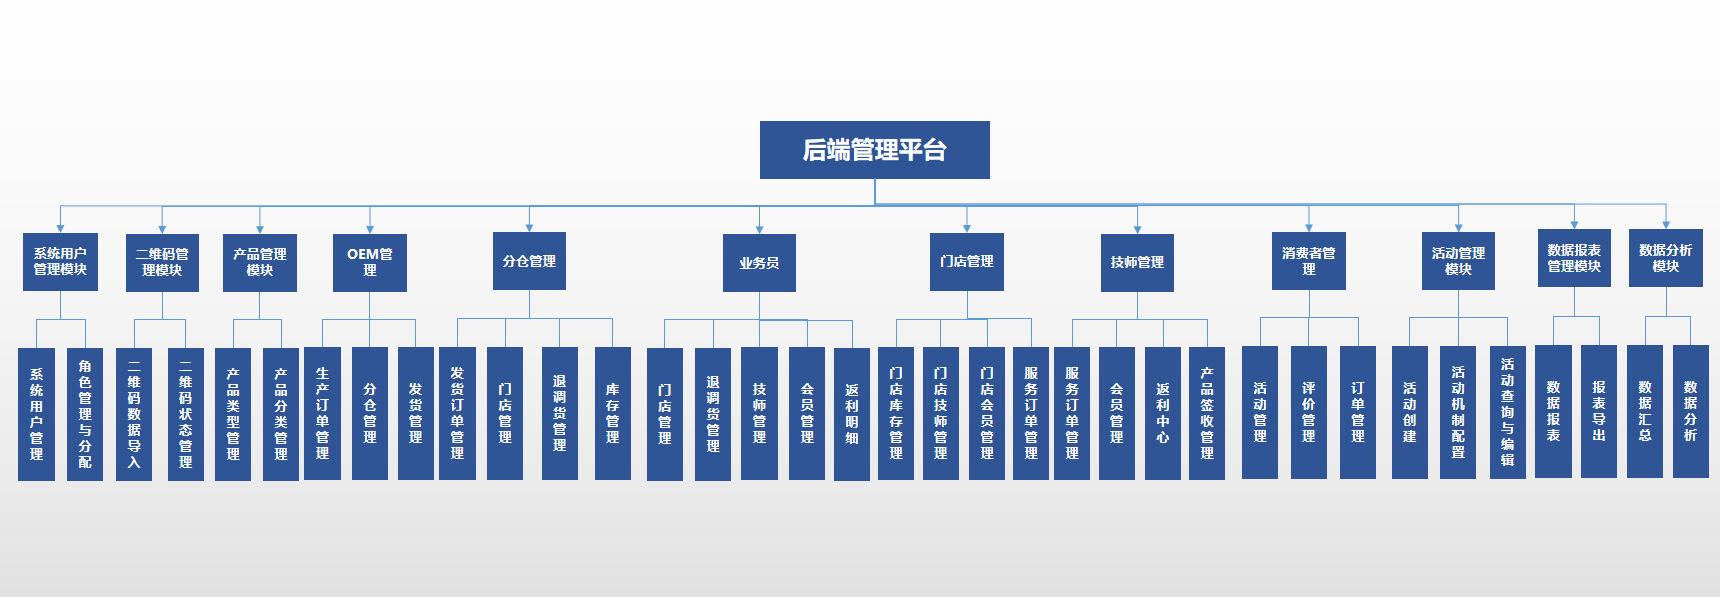 后端管理平台
系统用户
管理模块
二维码管
理模块
产品管理
模块
OEM管
理
分仓管理
业务员
门店管理
技师管理
消费者管
理
活动管理
模块
数据报表
管理模块
数据分析
模块
系统用户管理
角色管理与分配
二维码数据导入
二维码状态管理
产品类型管理
产品分类管理
生产订单管理
分仓管理
发货管理
发货订单管理
门店管理
退调货管理
库存管理
门店管理
退调货管理
技师管理
会员管理
返利明细
门店库存管理
门店技师管理
门店会员管理
服务订单管理
服务订单管理
会员管理
返利中心
产品签收管理
活动管理
评价管理
订单管理
活动创建
活动机制配置
活动查询与编辑
数据报表
报表导出
数据汇总
数据分析